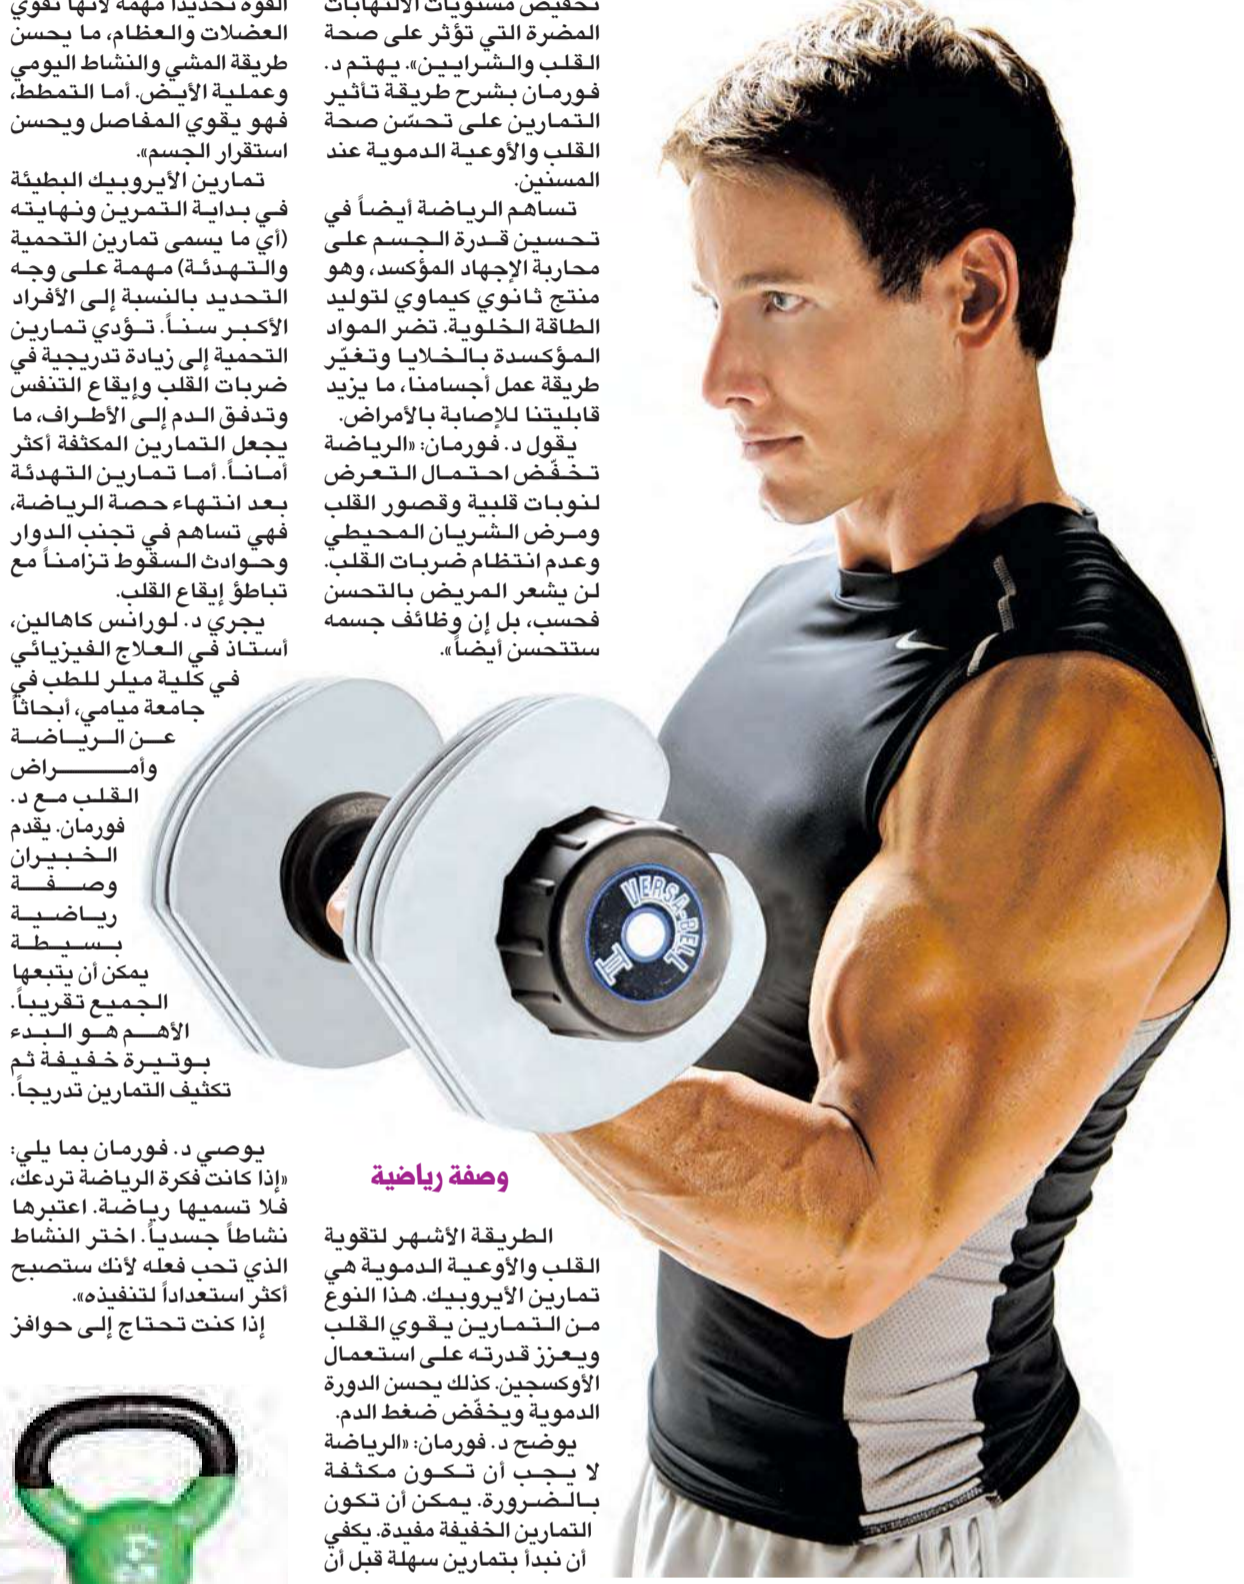 تخفيض مستويات الالتهابات
المضرة التي تؤثر على صحة
القلب والشرايين». يهتم د.
فورمان بشرح طريقة تأثير
التمارين على تحسّن صحة
القلب والأوعية الدموية عند
المسنين.
تساهم الرياضة أيضاً في
تحسين قدرة الجسم على
محاربة الإجهاد المؤكسد، وهو
منتج ثانوي كيماوي لتوليد
الطاقة الخلوية. تضر المواد
المؤكسدة بالخلايا وتغيّر
طريقة عمل أجسامنا، ما يزيد
قابليتنا للإصابة بالأمراض.
يقول د. فورمان: «الرياضة
تخفّض احتمال التعرض
لنوبات قلبية وقصور القلب
ومرض الشريان المحيطي
وعدم انتظام ضربات القلب.
لن يشعر المريض بالتحسن
فحسب، بل إن وظائف جسمه
ستتحسن أيضاً».
وصفة رياضية
الطريقة الأشهر لتقوية
القلب والأوعية الدموية هي
تمارين الأيروبيك. هذا النوع
من التمارين يقوي القلب
ويعزز قدرته على استعمال
الأوكسجين. كذلك يحسن الدورة
الدموية ويخفّض ضغط الدم.
يوضح د. فورمان: «الرياضة
لا يجب أن تكون مكثفة
بالضرورة. يمكن أن تكون
التمارين الخفيفة مفيدة. يكفي
أن نبدأ بتمارين سهلة قبل أن
القوة تحديداً مهمة لأنها تقوي
العضلات والعظام، ما يحسن
طريقة المشي والنشاط اليومي
وعملية الأيض. أما التمطط،
فهو يقوي المفاصل ويحسن
استقرار الجسم».
تمارين الأيروبيك البطيئة
في بداية التمرين ونهايته
(أي ما يسمى تمارين التحمية
والتهدئة) مهمة على وجه
التحديد بالنسبة إلى الأفراد
الأكبر سناً. تؤدي تمارين
التحمية إلى زيادة تدريجية في
ضربات القلب وإيقاع التنفس
وتدفق الدم إلى الأطراف، ما
يجعل التمارين المكثفة أكثر
أماناً. أما تمارين التهدئة
بعد انتهاء حصة الرياضة،
فهي تساهم في تجنب الدوار
وحوادث السقوط تزامناً مع
تباطؤ إيقاع القلب.
يجري د. لورانس كاهالين،
أستاذ في العلاج الفيزيائي
في كلية ميلر للطب في
جامعة ميامي، أبحاثاً
عن الرياضة
وأمراض
القلب مع د.
فورمان. يقدم
الخبيران
وصفة
رياضية
بسيطة
يمكن أن يتبعها
الجميع تقريباً.
الأهم هو البدء
بوتيرة خفيفة ثم
تكثيف التمارين تدريجاً.
يوصي د. فورمان بما يلي:
«إذا كانت فكرة الرياضة تردعك،
فلا تسميها رياضة. اعتبرها
نشاطاً جسدياً. اختر النشاط
الذي تحب فعله لأنك ستصبح
أكثر استعداداً لتنفيذه».
إذا كنت تحتاج إلى حوافز
VERSA-BELL
II